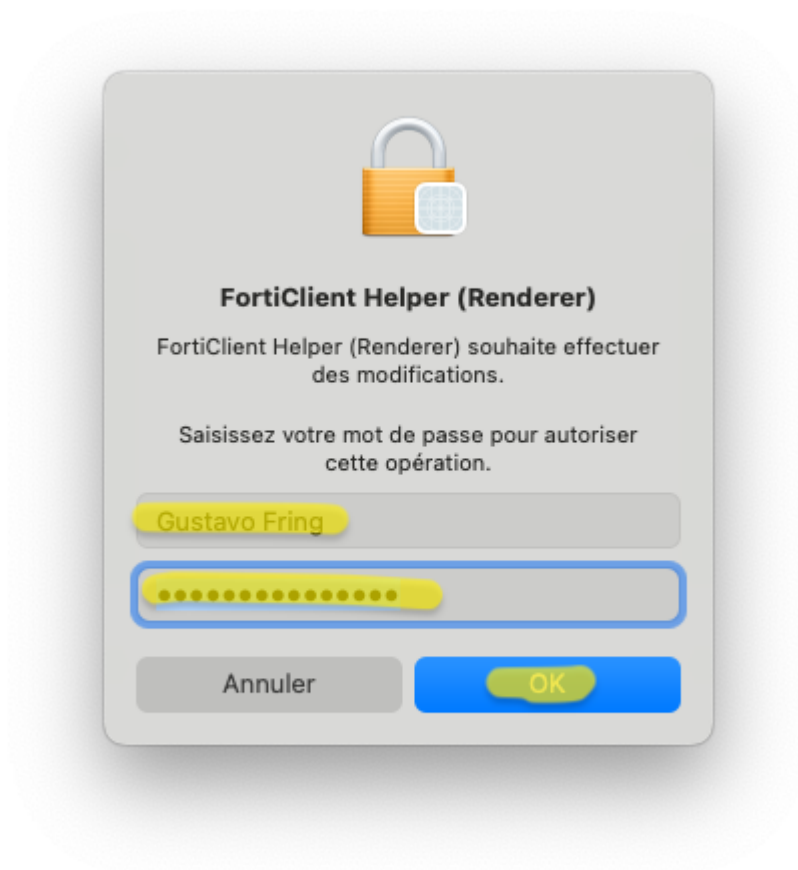 FortiClient Helper (Renderer)
FortiClient Helper (Renderer) souhaite effectuer
des modifications.
Saisissez votre mot de passe pour autoriser
cette opération.
Gustavo Fring
•••••••••••••••
Annuler
OK